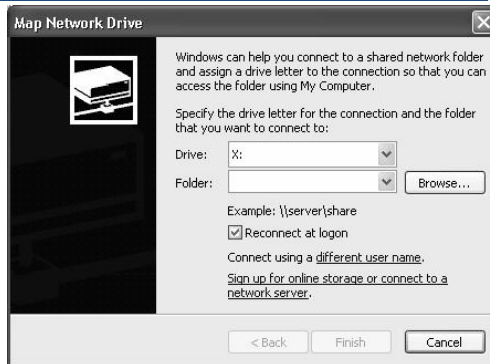 Map Network Drive
Windows can help you connect to a shared network folder
and assign a drive letter to the connection so that you can
access the folder using My Computer.
Specify the drive letter for the connection and the folder
that you want to connect to:
Drive: X:
Folder: Browse...
Example: \\server\share
Reconnect at logon
Connect using a different user name.
Sign up for online storage or connect to a
network server.
< Back Finish Cancel